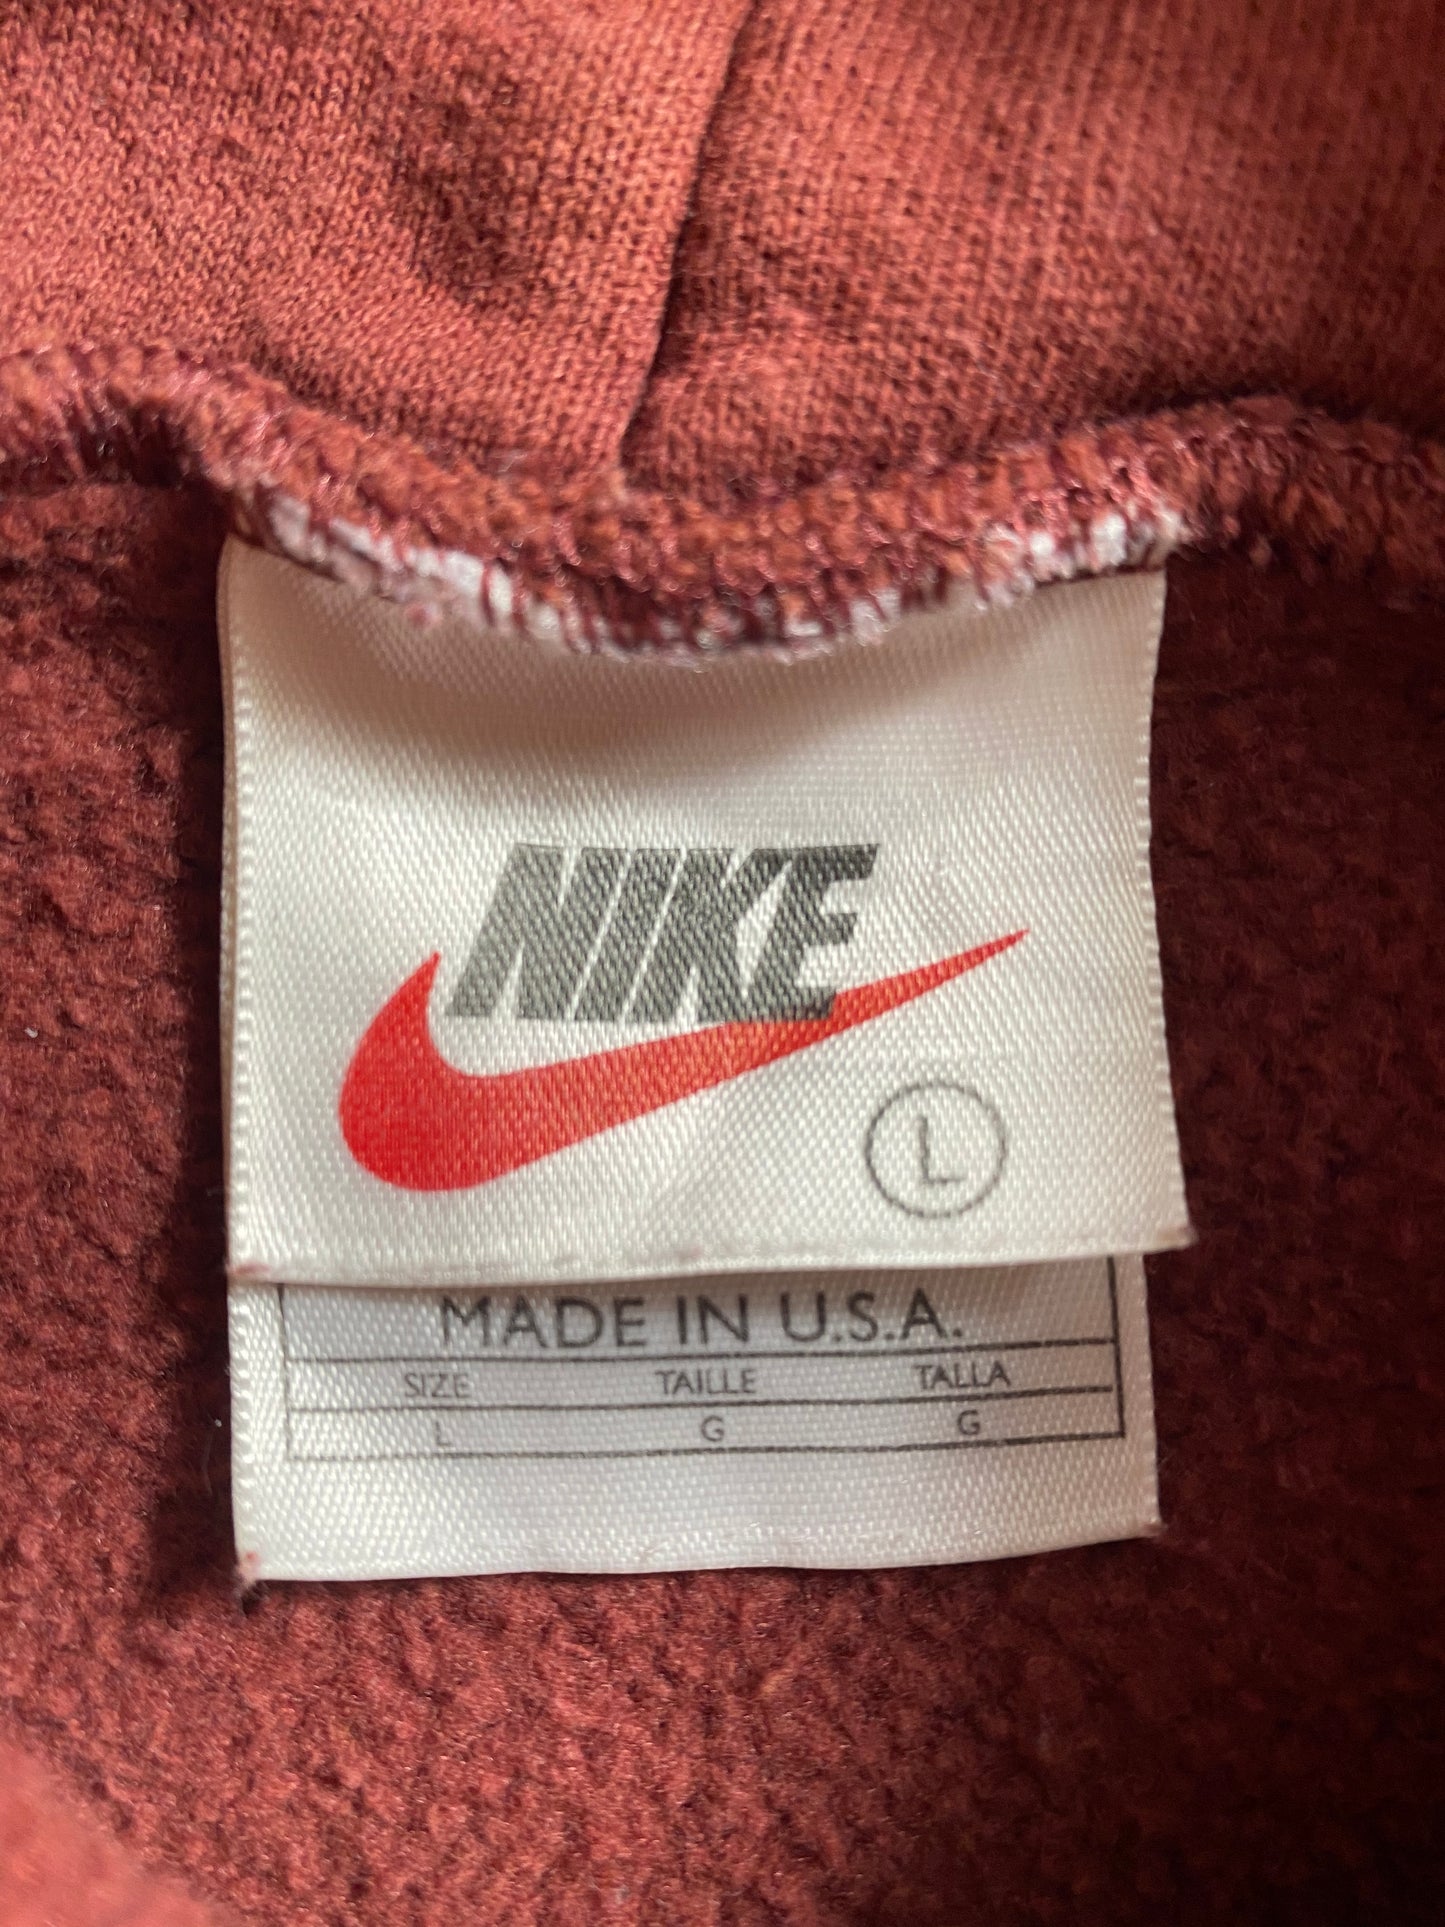 NIKE
L
MADE IN U.S.A.
SIZE TAILLE TALLA
L G G